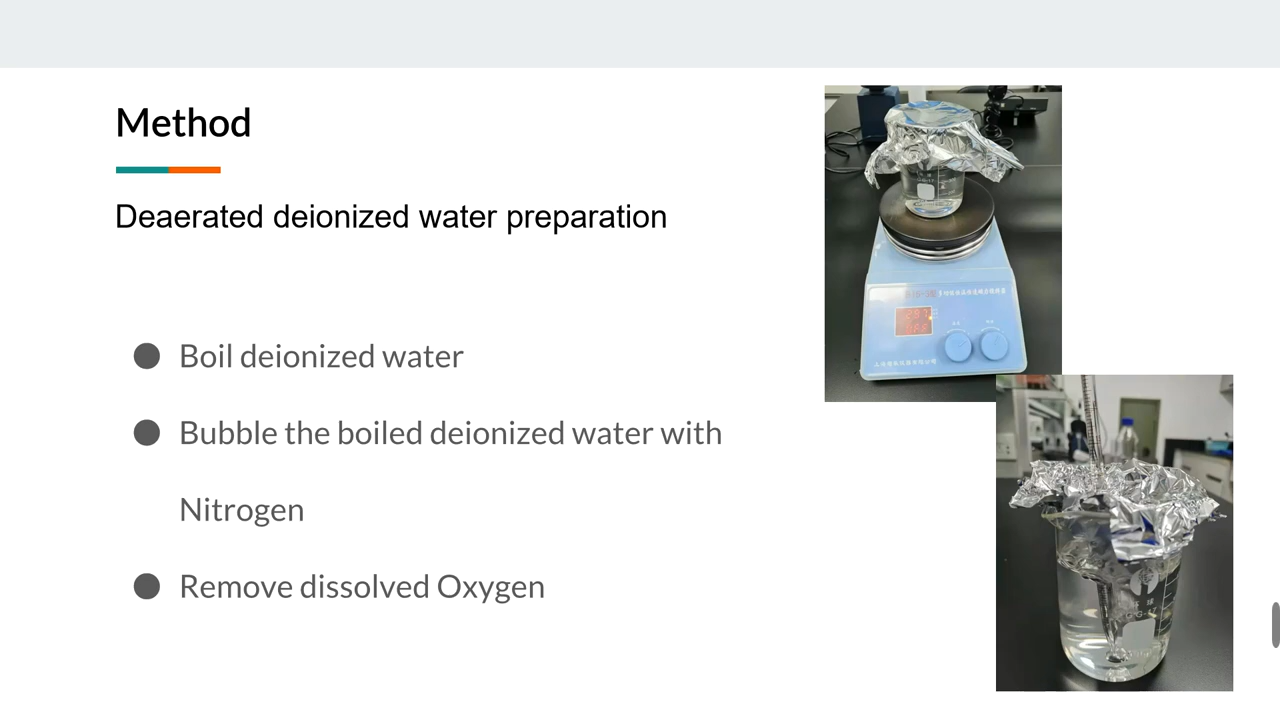 Method
Deaerated deionized water preparation
Boil deionized water
Bubble the boiled deionized water with
Nitrogen
Remove dissolved Oxygen